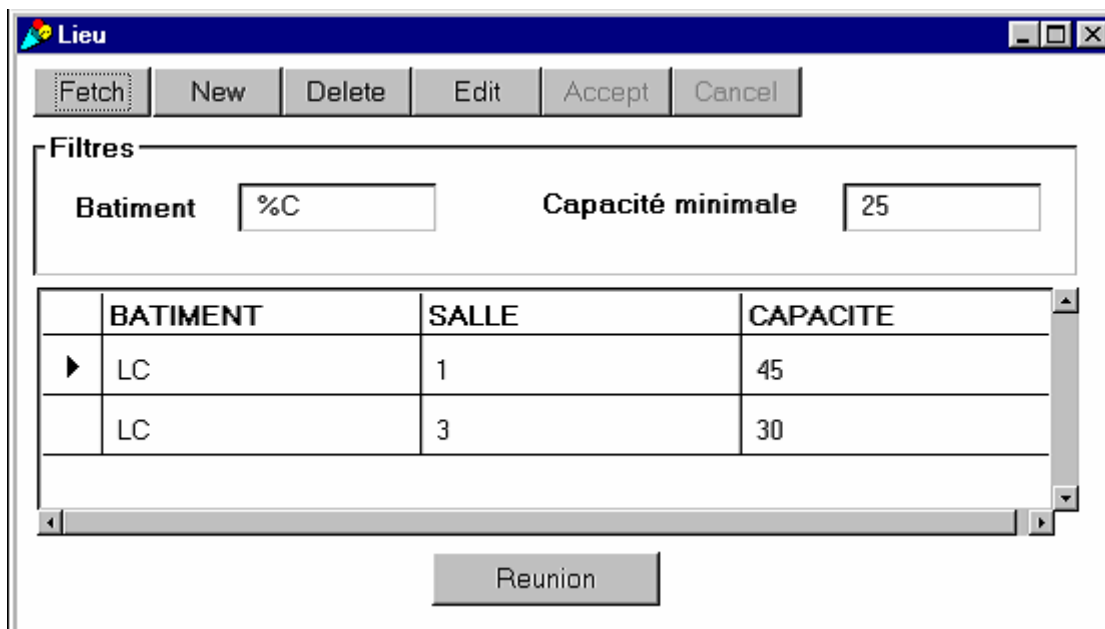 Lieu
Fetch New Delete Edit Accept Cancel
Filtres
Batiment %C Capacité minimale 25
BATIMENT SALLE CAPACITE
LC 1 45
LC 3 30
Reunion